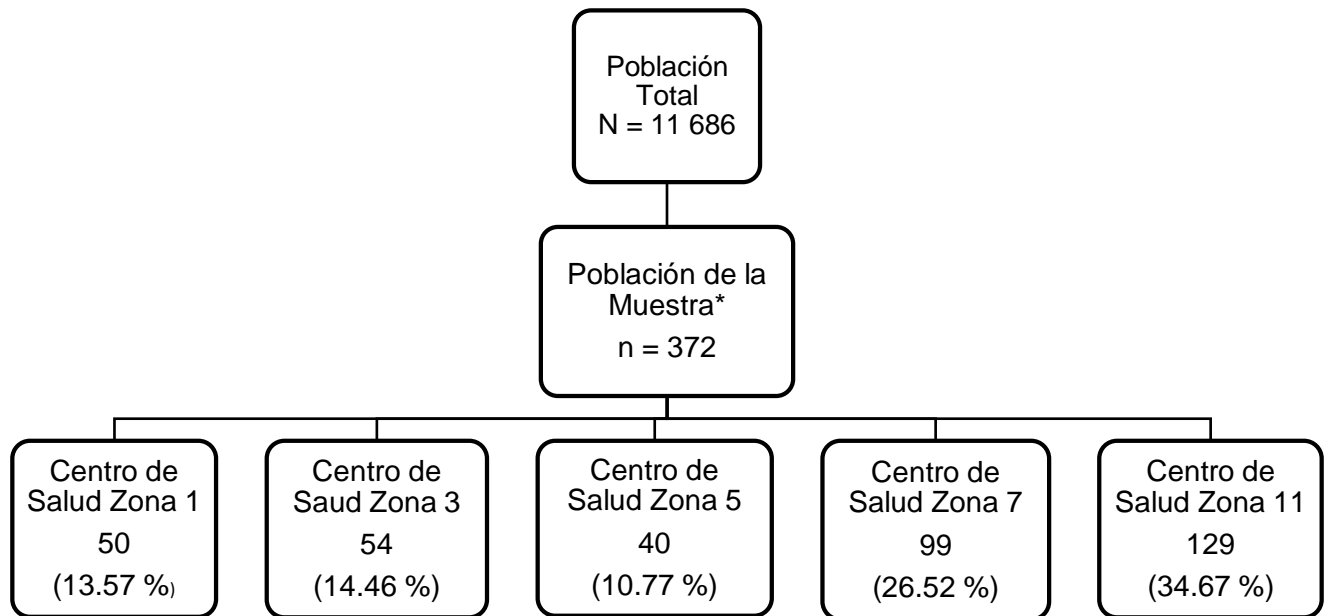 Población
Total
N = 11 686
Población de la
Muestra*
n = 372
Centro de
Salud Zona 1
50
(13.57 %)
Centro de
Saud Zona 3
54
(14.46 %)
Centro de
Salud Zona 5
40
(10.77 %)
Centro de
Salud Zona 7
99
(26.52 %)
Centro de
Salud Zona 11
129
(34.67 %)